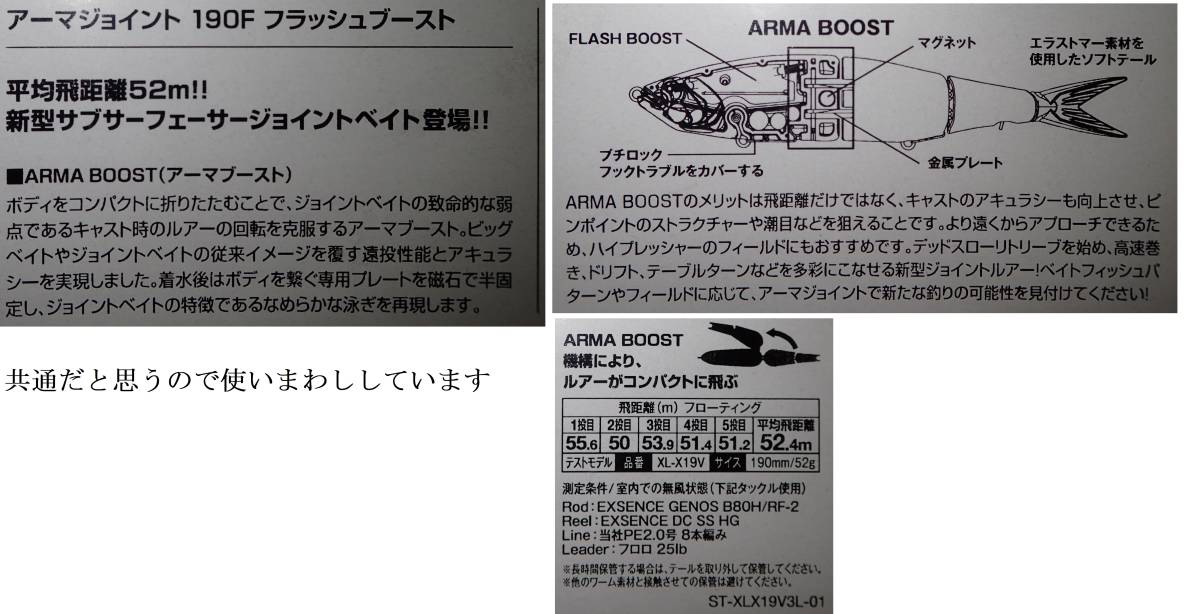 アーマジョイント 190F フラッシュブースト
平均飛距離52m!!
新型サブサーフェーサージョイントベイト登場!!
■ARMA BOOST(アーマブースト)
ボディをコンパクトに折りたたむことで、ジョイントベイトの致命的な弱
点であるキャスト時のルアーの回転を克服するアーマブースト。ビッグ
ベイトやジョイントベイトの従来イメージを覆す遠投性能とアキュラ
シーを実現しました。着水後はボディを繋ぐ専用プレートを磁石で半固
定し、ジョイントベイトの特徴であるなめらかな泳ぎを再現します。
共通だと思うので使いまわししています
ARMA BOOST
FLASH BOOST
マグネット
エラストマー素材を
使用したソフトテール
プチロック
フックトラブルをカバーする
金属プレート
ARMA BOOSTのメリットは飛距離だけではなく、キャストのアキュラシーも向上させ、ピ
ンポイントのストラクチャーや潮目などを狙えることです。より遠くからアプローチできるた
め、ハイプレッシャーのフィールドにもおすすめです。デッドスローリトリーブを始め、高速巻
き、ドリフト、テーブルターンなどを多彩にこなせる新型ジョイントルアー!ベイトフィッシュパ
ターンやフィールドに応じて、アーマジョイントで新たな釣りの可能性を見付けてください!
ARMA BOOST
機構により、
ルアーがコンパクトに飛ぶ
飛距離(m) フローティング
1投目 2投目 3投目 4投目 5投目 平均飛距離
55.6 50 53.9 51.4 51.2 52.4m
テストモデル 品番 XL-X19V サイズ 190mm/52g
測定条件/室内での無風状態(下記タックル使用)
Rod:EXSENCE GENOS B80H/RF-2
Reel:EXSENCE DC SS HG
Line:当社PE2.0号 8本編み
Leader:フロロ 25lb
※長時間保管する場合は、テールを取り外して保管してください。
※他のワーム素材と接触させての保管は避けてください。
ST-XLX19V3L-01